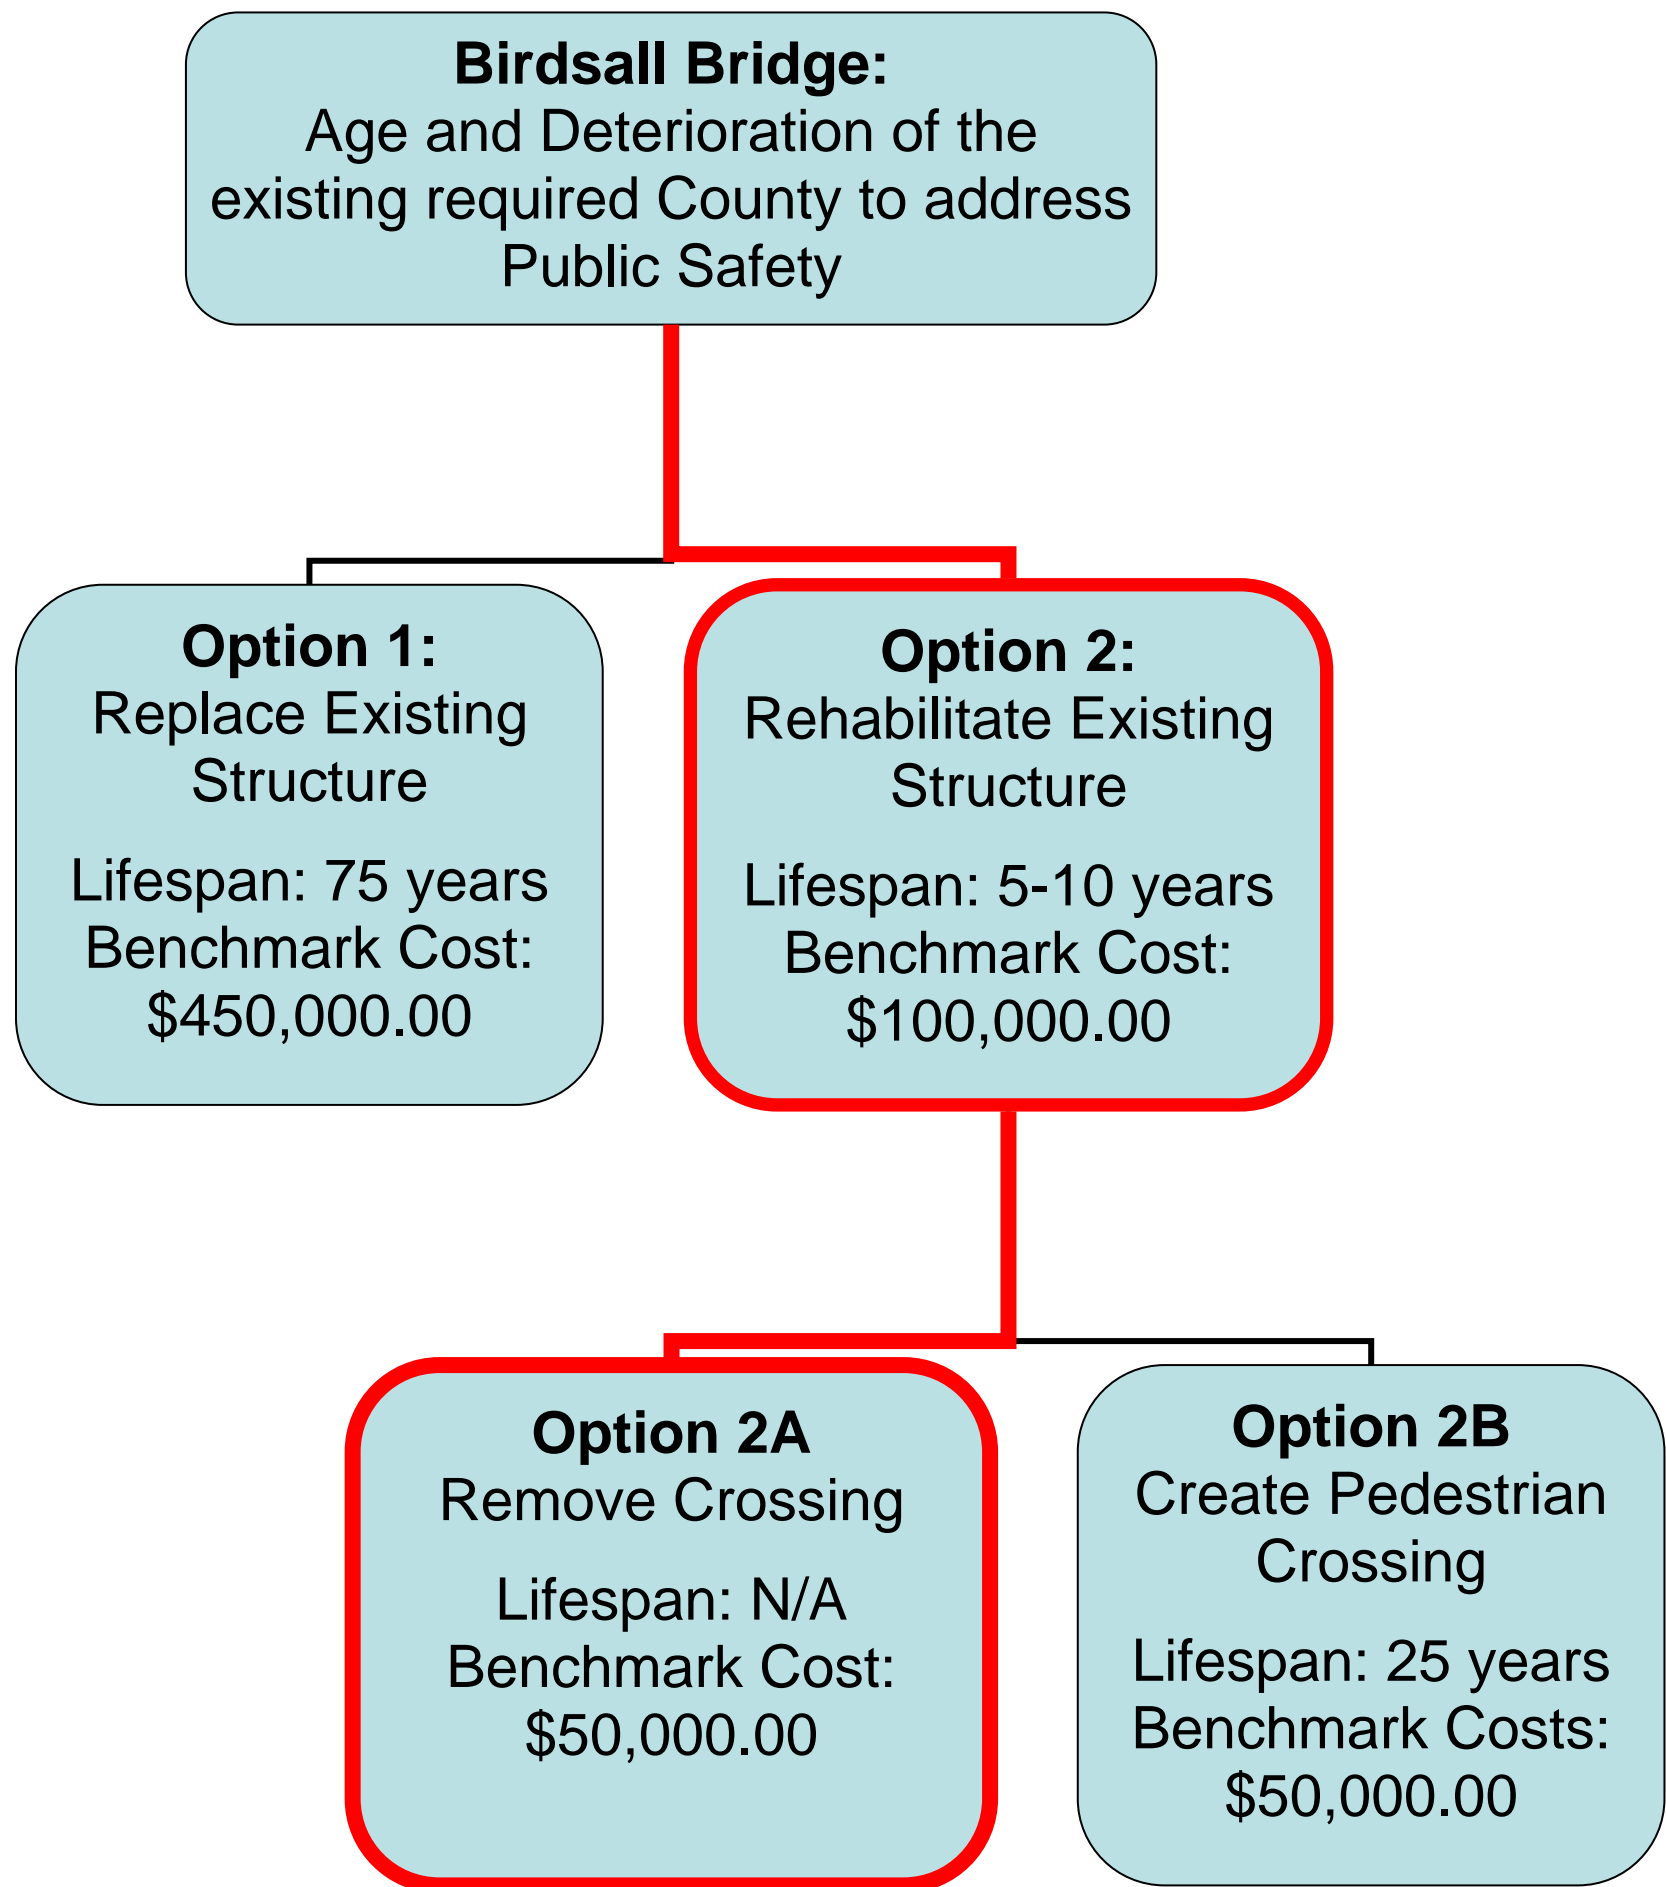 Birdsall Bridge:
Age and Deterioration of the
existing required County to address
Public Safety
Option 1:
Replace Existing
Structure
Lifespan: 75 years
Benchmark Cost:
$450,000.00
Option 2:
Rehabilitate Existing
Structure
Lifespan: 5-10 years
Benchmark Cost:
$100,000.00
Option 2A
Remove Crossing
Lifespan: N/A
Benchmark Cost:
$50,000.00
Option 2B
Create Pedestrian
Crossing
Lifespan: 25 years
Benchmark Costs:
$50,000.00